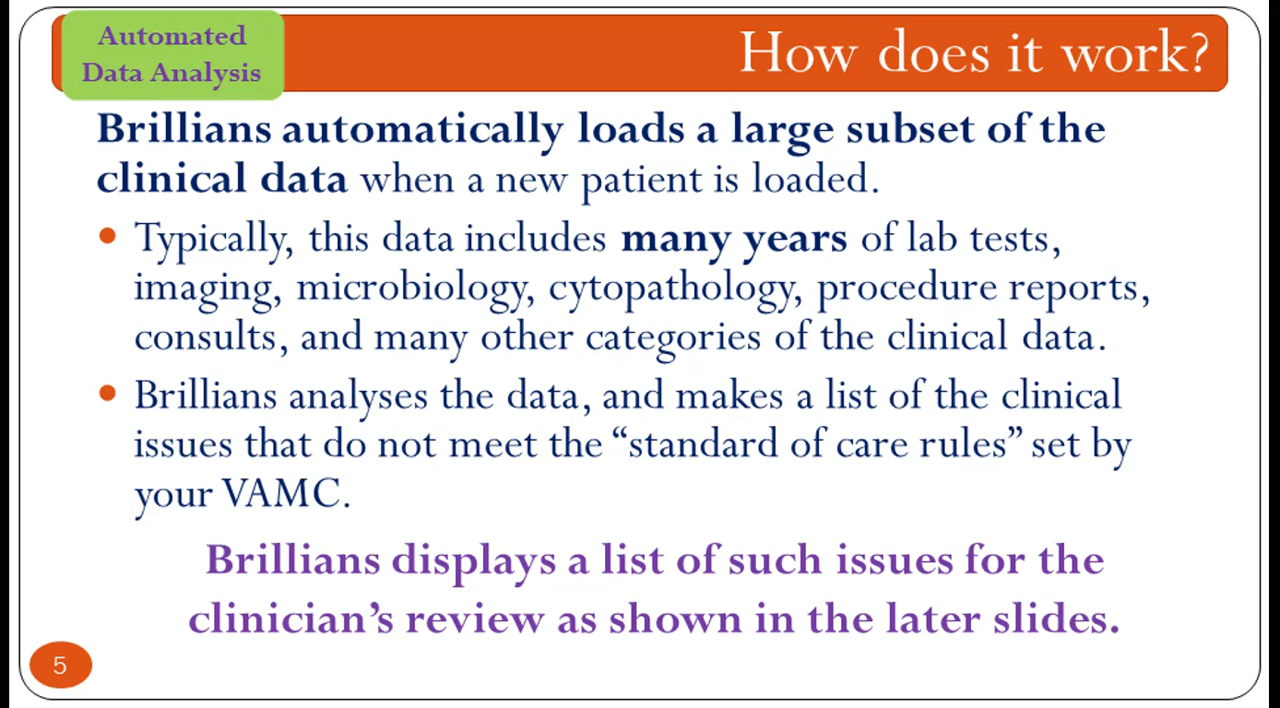 Automated
Data Analysis
How does it work?
Brillians automatically loads a large subset of the
clinical data when a new patient is loaded.
• Typically, this data includes many years of lab tests,
imaging, microbiology, cytopathology, procedure reports,
consults, and many other categories of the clinical data.
• Brillians analyses the data, and makes a list of the clinical
issues that do not meet the “standard of care rules” set by
your VAMC.
Brillians displays a list of such issues for the
clinician’s review as shown in the later slides.
5